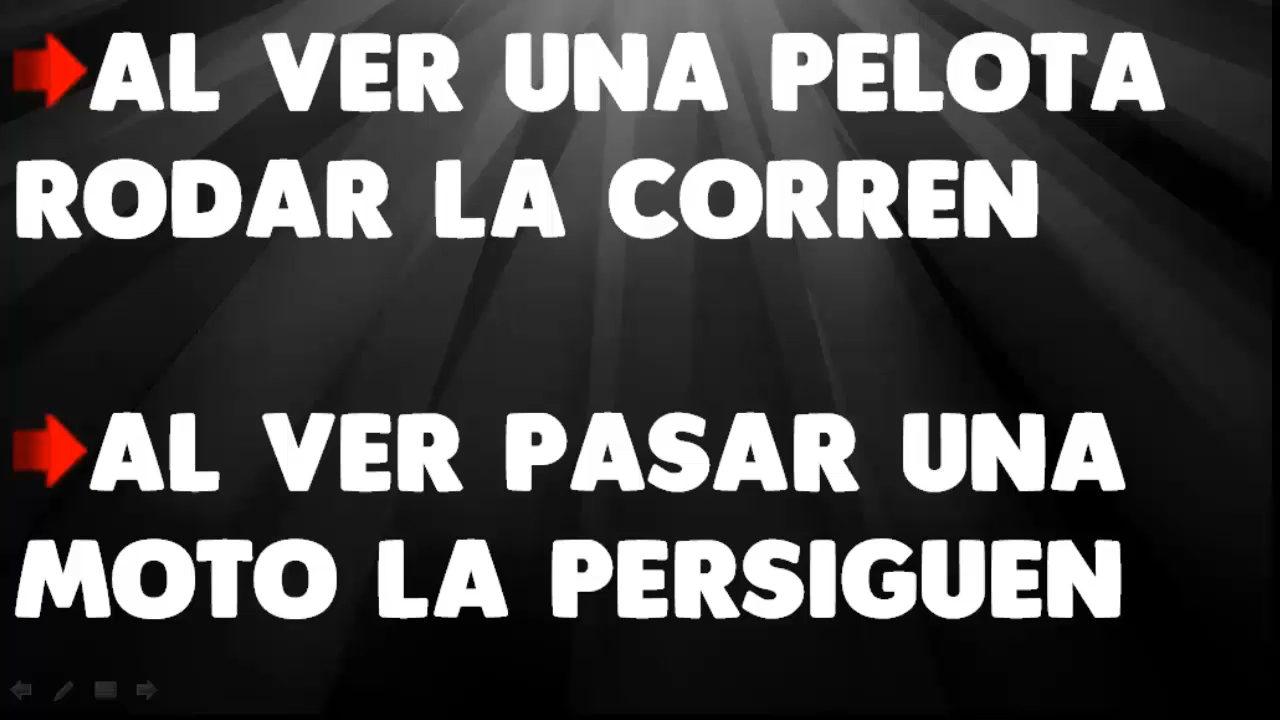 AL VER UNA PELOTA
RODAR LA CORREN
AL VER PASAR UNA
MOTO LA PERSIGUEN